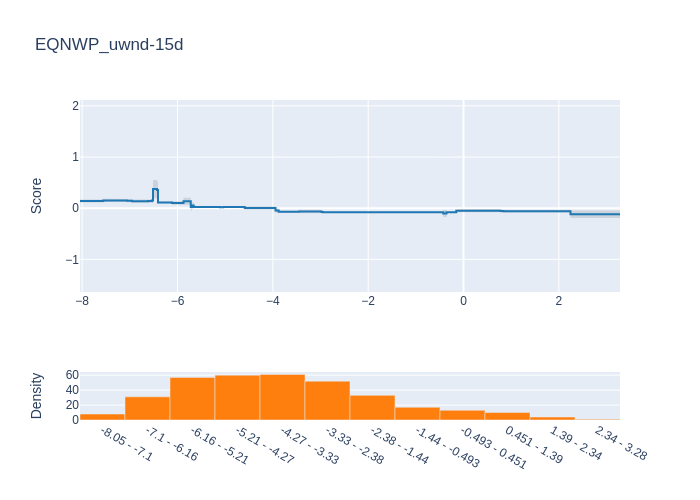 EQNWP_uwnd-15d
2
1
0
−1
Score
−8
−6
−4
−2
0
2
60
40
20
0
Density
-8.05 - -7.1
-7.1 - -6.16
-6.16 - -5.21
-5.21 - -4.27
-4.27 - -3.33
-3.33 - -2.38
-2.38 - -1.44
-1.44 - -0.493
-0.493 - 0.451
0.451 - 1.39
1.39 - 2.34
2.34 - 3.28